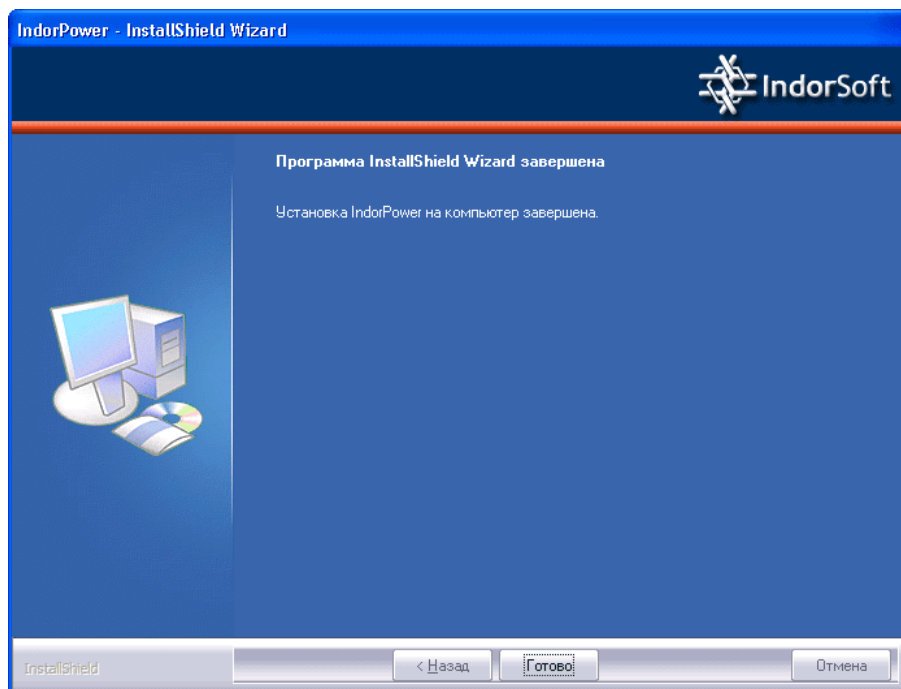 IndorPower - InstallShield Wizard
IndorSoft
Программа InstallShield Wizard завершена
Установка IndorPower на компьютер завершена.
InstallShield
< Назад Готово Отмена